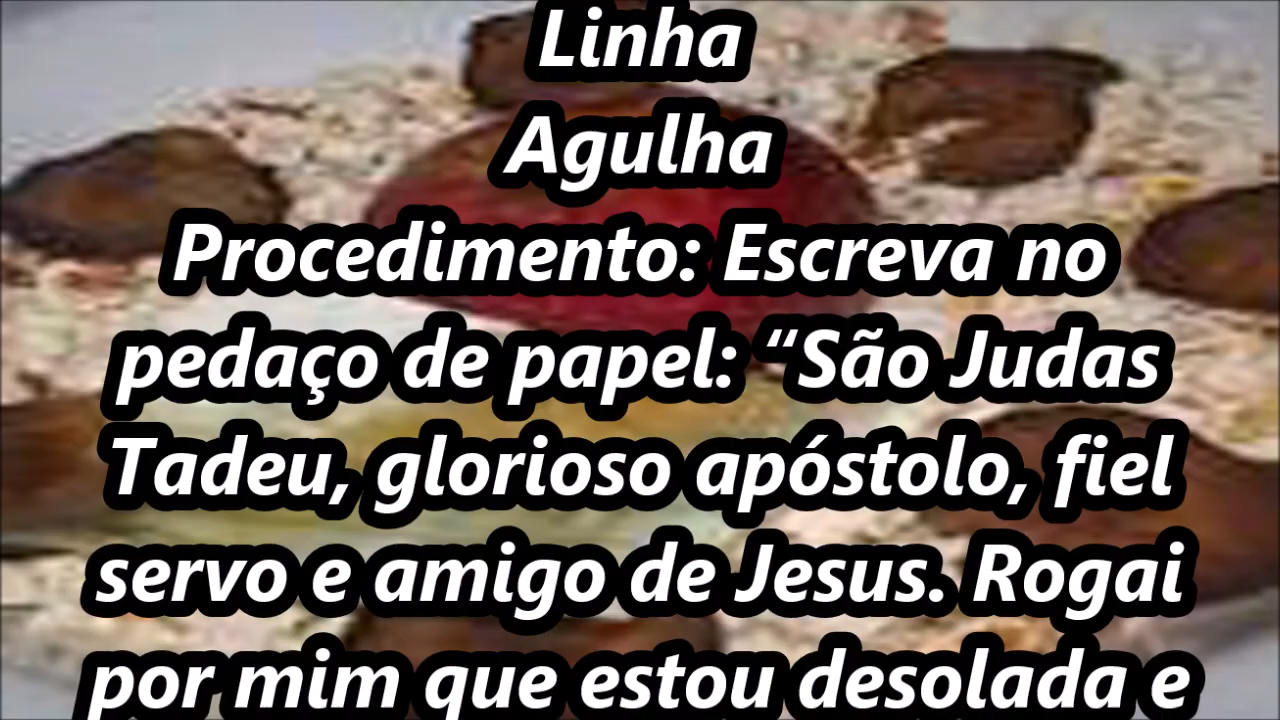 Linha
Agulha
Procedimento: Escreva no
pedaço de papel: “São Judas
Tadeu, glorioso apóstolo, fiel
servo e amigo de Jesus. Rogai
por mim que estou desolada e